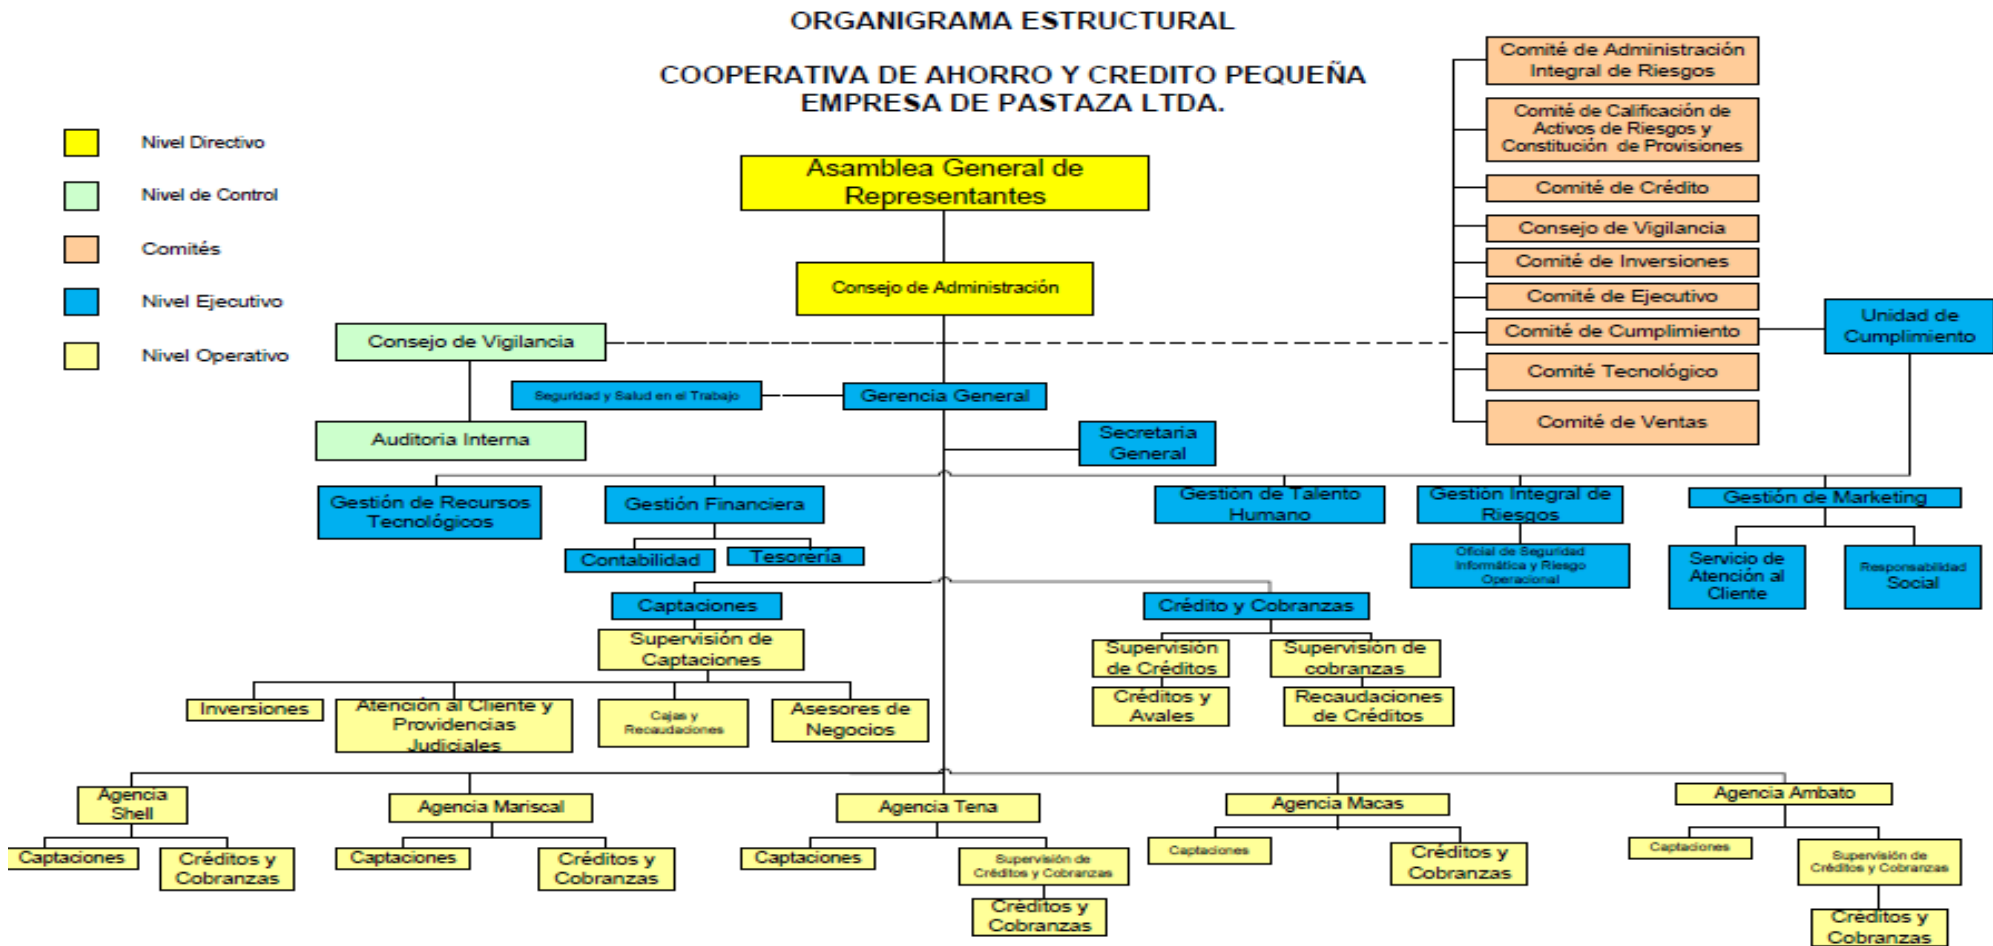 ORGANIGRAMA ESTRUCTURAL
COOPERATIVA DE AHORRO Y CREDITO PEQUEÑA
EMPRESA DE PASTAZA LTDA.
Nivel Directivo
Nivel de Control
Comités
Nivel Ejecutivo
Nivel Operativo
Asamblea General de
Representantes
Consejo de Administración
Consejo de Vigilancia
Auditoria Interna
Seguridad y Salud en el Trabajo
Gerencia General
Secretaria
General
Comité de Administración
Integral de Riesgos
Comité de Calificación de
Activos de Riesgos y
Constitución de Provisiones
Comité de Crédito
Consejo de Vigilancia
Comité de Inversiones
Comité de Ejecutivo
Comité de Cumplimiento
Comité Tecnológico
Comité de Ventas
Unidad de
Cumplimiento
Gestión de Recursos
Tecnológicos
Gestión Financiera
Contabilidad
Tesorería
Gestión de Talento
Humano
Gestión Integral de
Riesgos
Oficial de Seguridad
Informática y Riesgo
Operacional
Gestión de Marketing
Servicio de
Atención al
Cliente
Responsabilidad
Social
Captaciones
Supervisión de
Captaciones
Inversiones
Atención al Cliente y
Providencias
Judiciales
Cajas y
Recaudaciones
Asesores de
Negocios
Crédito y Cobranzas
Supervisión
de Créditos
Supervisión de
cobranzas
Créditos y
Avales
Recaudaciones
de Créditos
Agencia
Shell
Captaciones
Créditos y
Cobranzas
Agencia Mariscal
Captaciones
Créditos y
Cobranzas
Agencia Tena
Captaciones
Supervisión de
Créditos y Cobranzas
Créditos y
Cobranzas
Agencia Macas
Captaciones
Créditos y
Cobranzas
Agencia Ambato
Captaciones
Supervisión de
Créditos y Cobranzas
Créditos y
Cobranzas